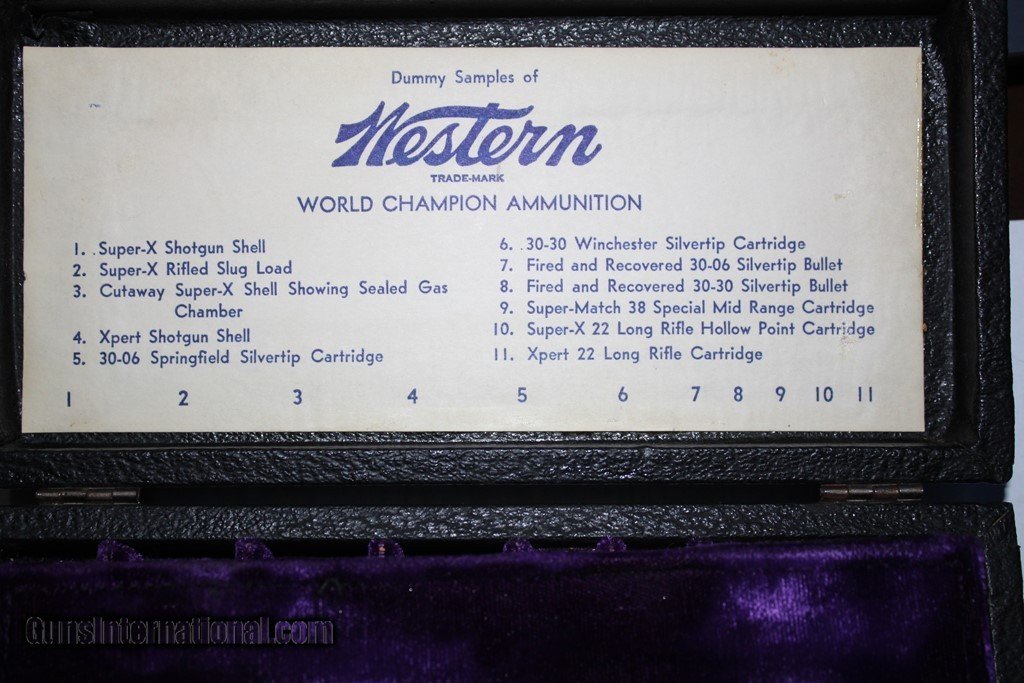 Dummy Samples of
Western
TRADE-MARK
WORLD CHAMPION AMMUNITION
1. Super-X Shotgun Shell
2. Super-X Rifled Slug Load
3. Cutaway Super-X Shell Showing Sealed Gas
Chamber
4. Xpert Shotgun Shell
5. 30-06 Springfield Silvertip Cartridge
6. .30-30 Winchester Silvertip Cartridge
7. Fired and Recovered 30-06 Silvertip Bullet
8. Fired and Recovered 30-30 Silvertip Bullet
9. Super-Match 38 Special Mid Range Cartridge
10. Super-X 22 Long Rifle Hollow Point Cartridge
11. Xpert 22 Long Rifle Cartridge
1 2 3 4 5 6 7 8 9 10 11
GunsInternational.com